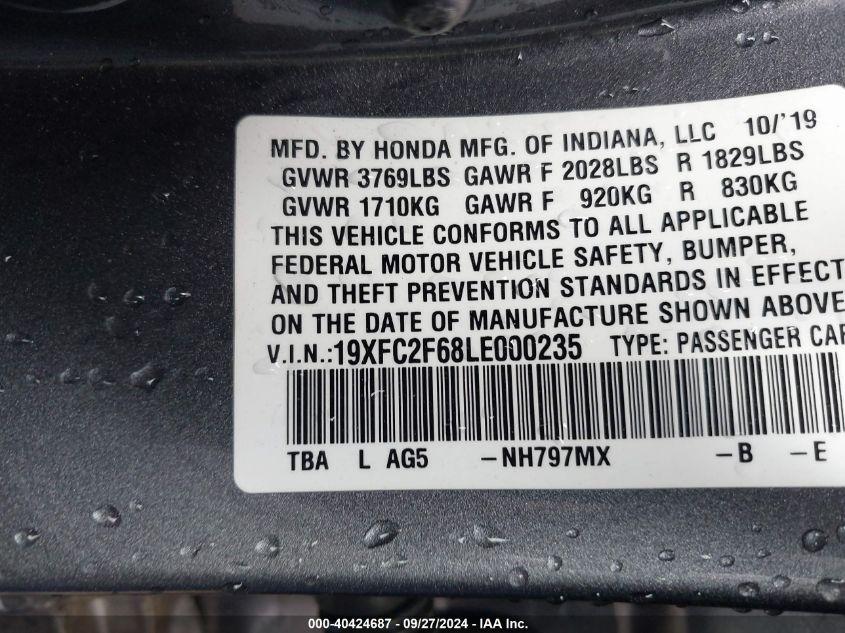 MFD. BY HONDA MFG. OF INDIANA, LLC 10/'19
GVWR 3769LBS GAWR F 2028LBS R 1829LBS
GVWR 1710KG GAWR F 920KG R 830KG
THIS VEHICLE CONFORMS TO ALL APPLICABLE
FEDERAL MOTOR VEHICLE SAFETY, BUMPER,
AND THEFT PREVENTION STANDARDS IN EFFECT
ON THE DATE OF MANUFACTURE SHOWN ABOVE
V.I.N.:19XFC2F68LE000235 TYPE: PASSENGER CAR
TBA L AG5 -NH797MX -B -E
000-40424687 - 09/27/2024 - IAA Inc.